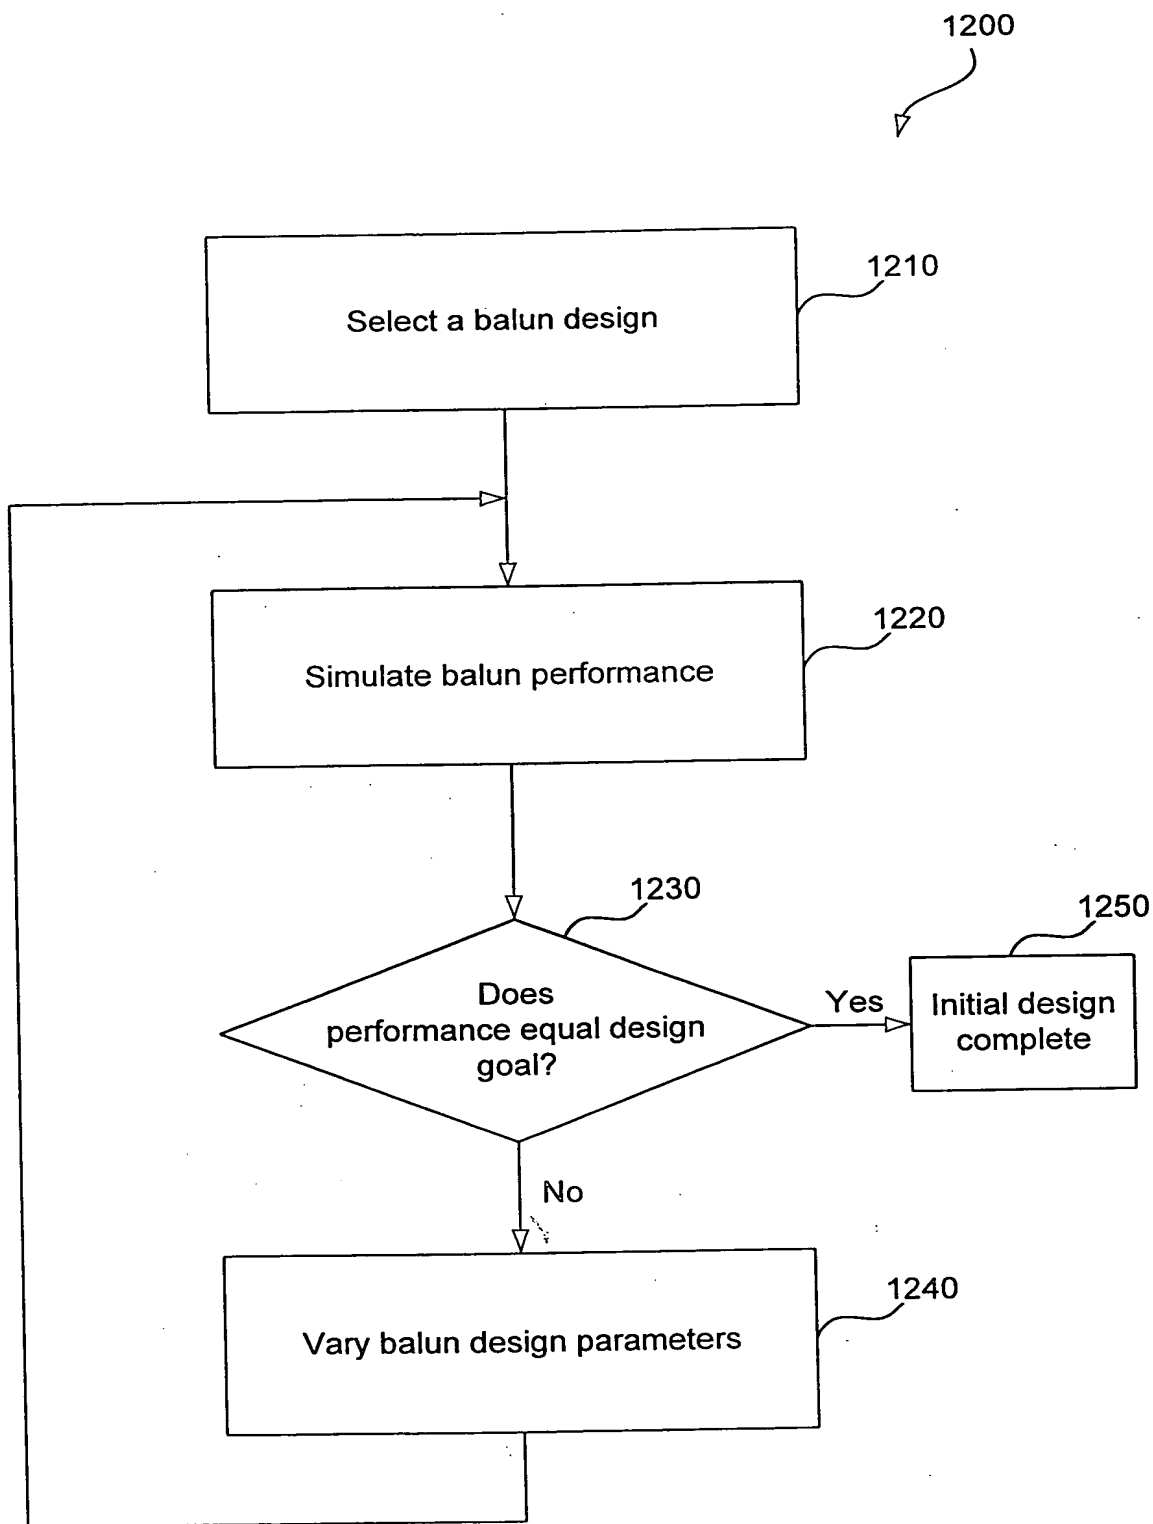 1200
1210
Select a balun design
1220
Simulate balun performance
1230
1250
Does
performance equal design
goal?
Yes
Initial design
complete
No
1240
Vary balun design parameters